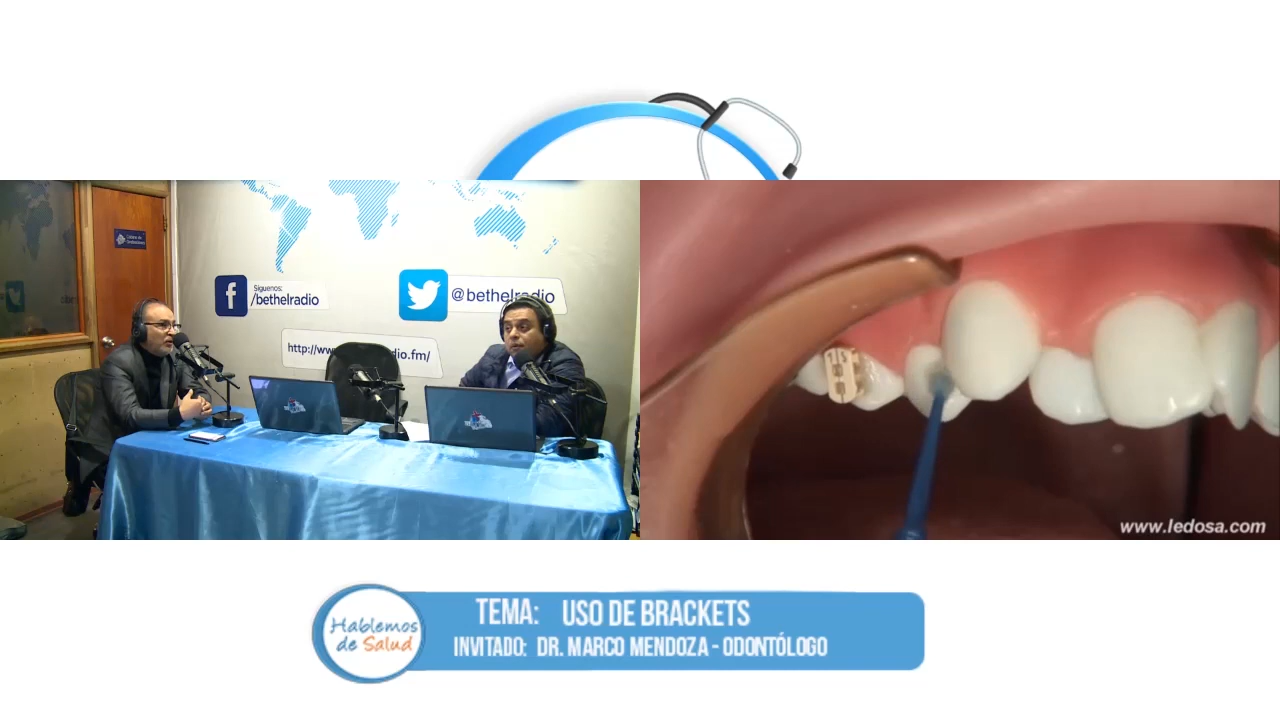 Síguenos:
/bethelradio
@bethelradio
http://ww
dio.fm/
www.ledosa.com
Hablemos
de Salud
TEMA: USO DE BRACKETS
INVITADO: DR. MARCO MENDOZA - ODONTÓLOGO